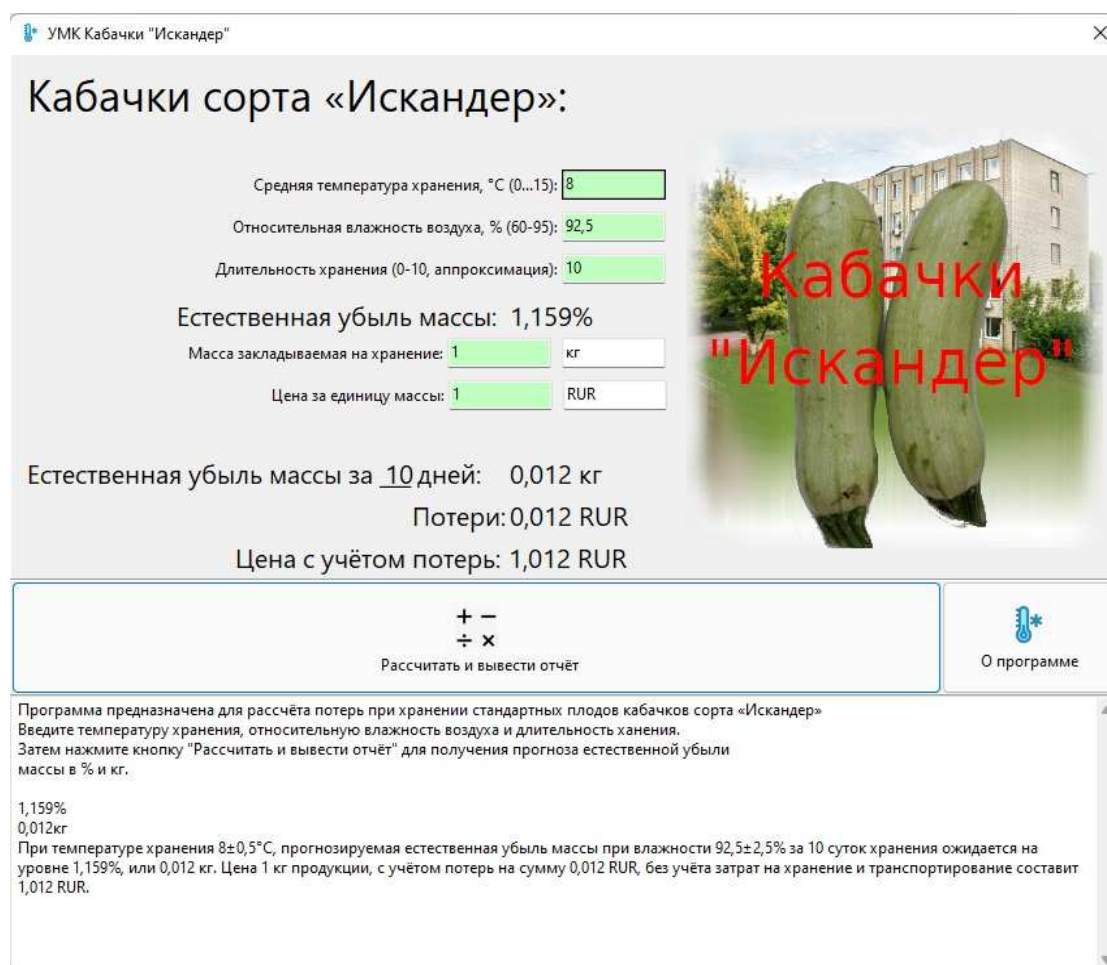 УМК Кабачки "Искандер"
Кабачки сорта «Искандер»:
Средняя температура хранения, °C (0...15): 8
Относительная влажность воздуха, % (60-95): 92,5
Длительность хранения (0-10, аппроксимация): 10
Естественная убыль массы: 1,159%
Масса закладываемая на хранение: 1 кг
Цена за единицу массы: 1 RUR
Кабачки
"Искандер"
Естественная убыль массы за 10 дней: 0,012 кг
Потери: 0,012 RUR
Цена с учётом потерь: 1,012 RUR
Рассчитать и вывести отчёт
О программе
Программа предназначена для рассчёта потерь при хранении стандартных плодов кабачков сорта «Искандер»
Введите температуру хранения, относительную влажность воздуха и длительность ханения.
Затем нажмите кнопку "Рассчитать и вывести отчёт" для получения прогноза естественной убыли
массы в % и кг.
1,159%
0,012кг
При температуре хранения 8±0,5°C, прогнозируемая естественная убыль массы при влажности 92,5±2,5% за 10 суток хранения ожидается на
уровне 1,159%, или 0,012 кг. Цена 1 кг продукции, с учётом потерь на сумму 0,012 RUR, без учёта затрат на хранение и транспортирование составит
1,012 RUR.